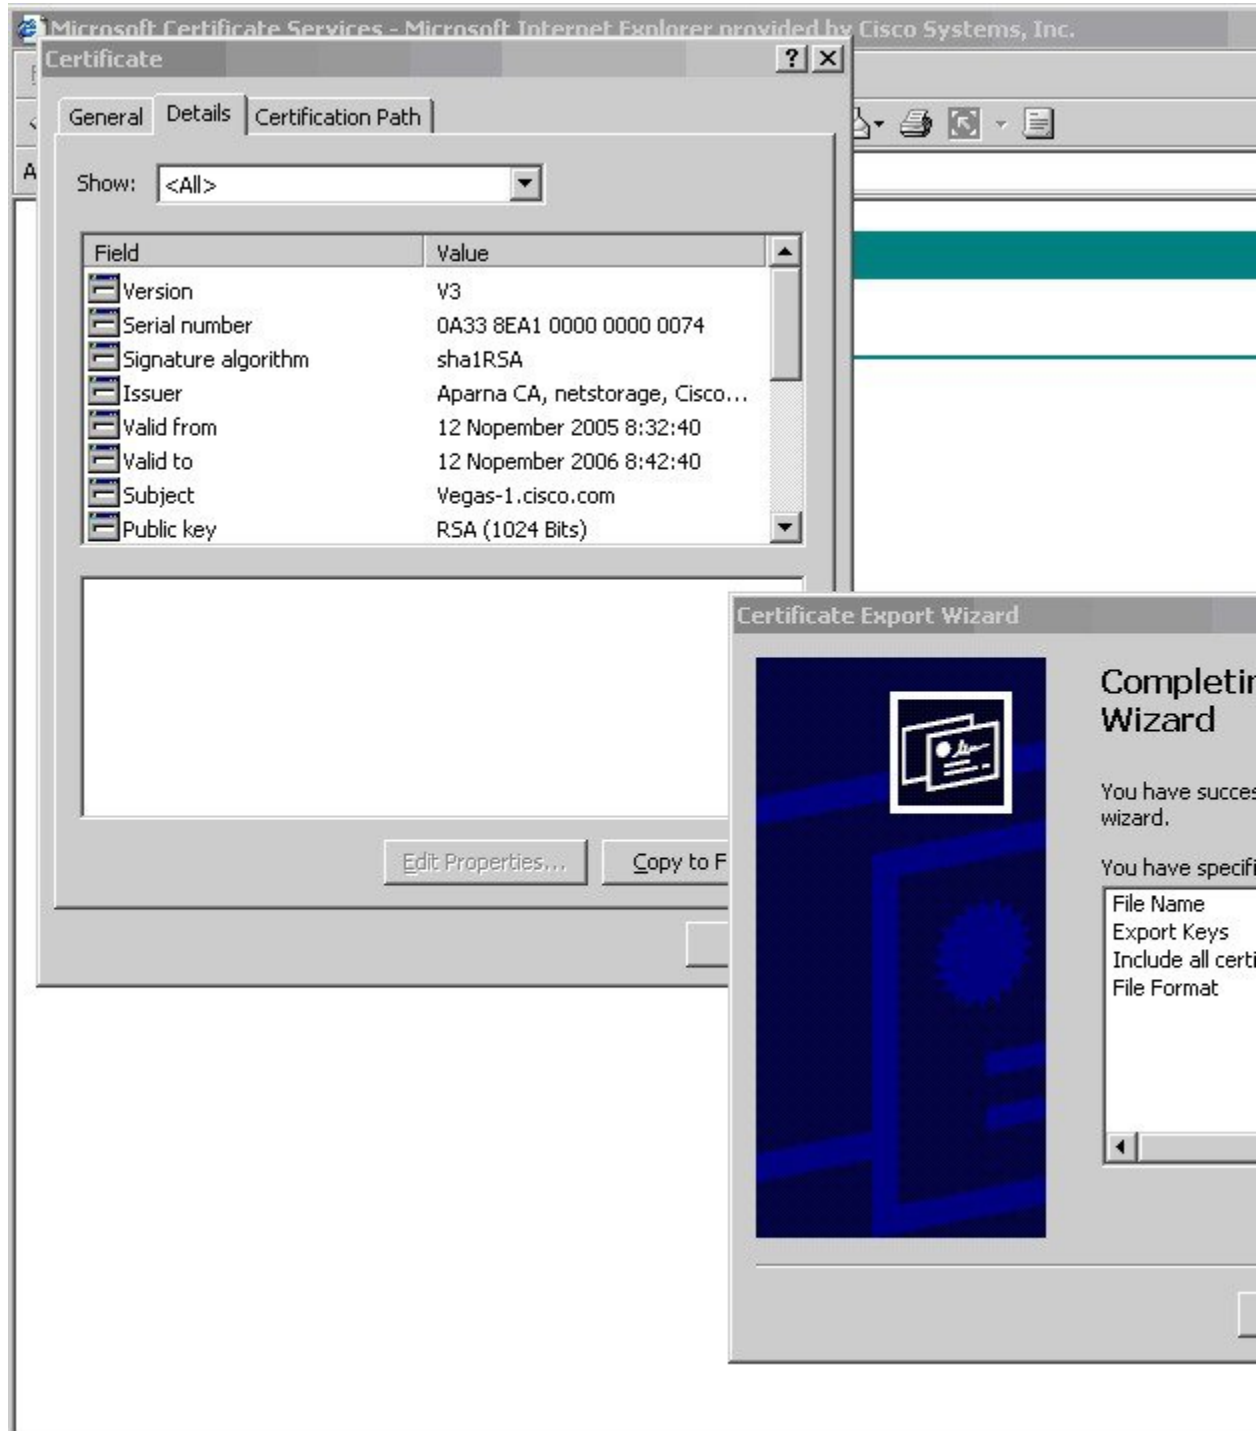 Microsoft Certificate Services - Microsoft Internet Explorer provided by Cisco Systems, Inc.
Certificate
General Details Certification Path
Show: <All>
Field Value
Version V3
Serial number 0A33 8EA1 0000 0000 0074
Signature algorithm sha1RSA
Issuer Aparna CA, netstorage, Cisco...
Valid from 12 Nopember 2005 8:32:40
Valid to 12 Nopember 2006 8:42:40
Subject Vegas-1.cisco.com
Public key RSA (1024 Bits)
Edit Properties... Copy to F
Certificate Export Wizard
Completin
Wizard
You have succes
wizard.
You have specifi
File Name
Export Keys
Include all certi
File Format